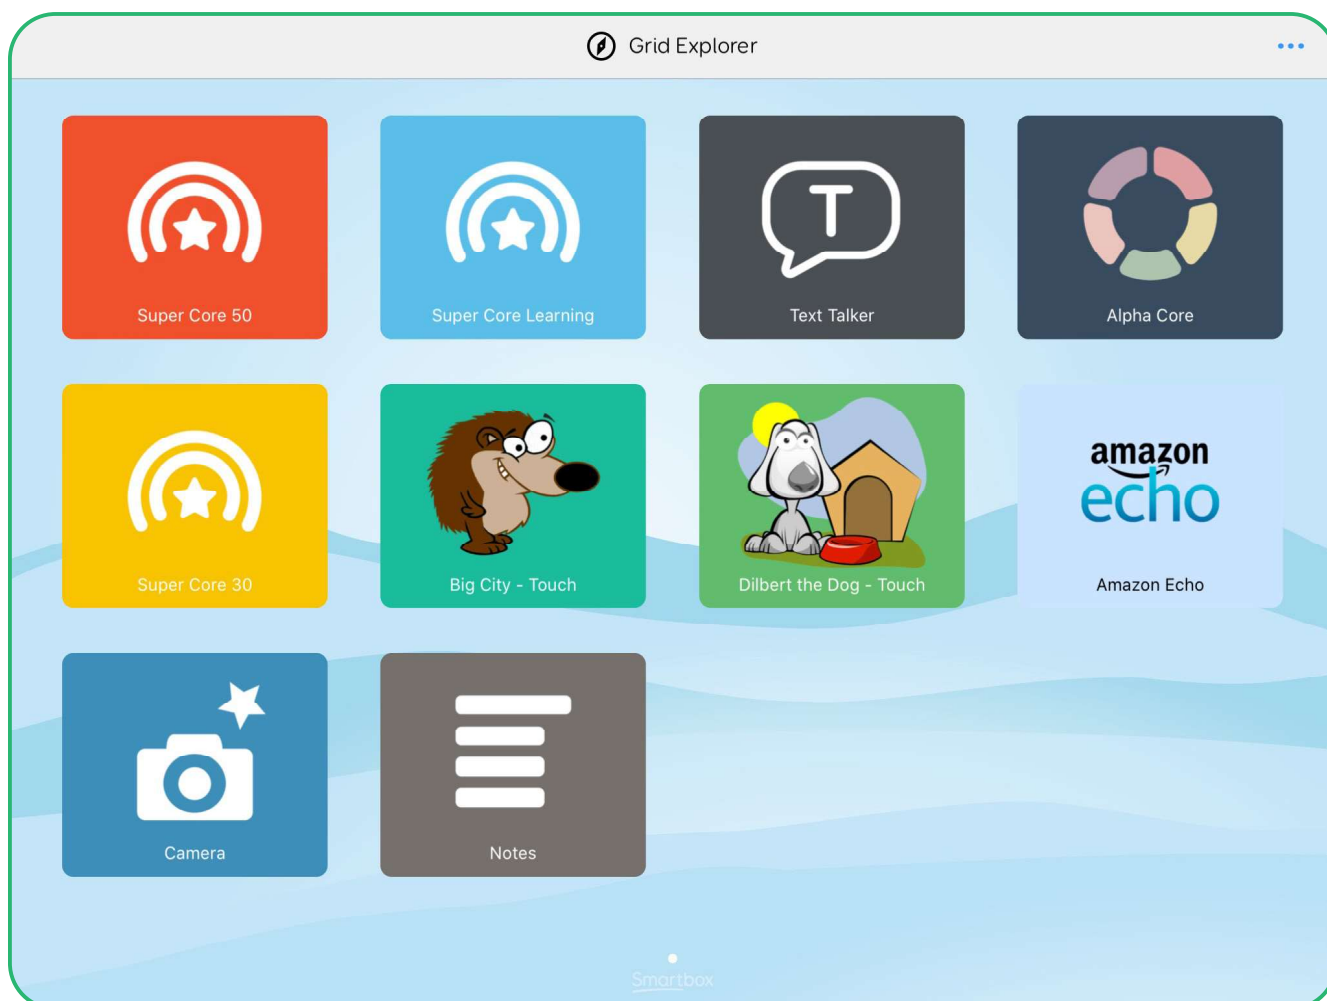 Grid Explorer
Super Core 50
Super Core Learning
T
Text Talker
Alpha Core
Super Core 30
Big City - Touch
Dilbert the Dog - Touch
amazon
echo
Amazon Echo
Camera
Notes
Smartbox